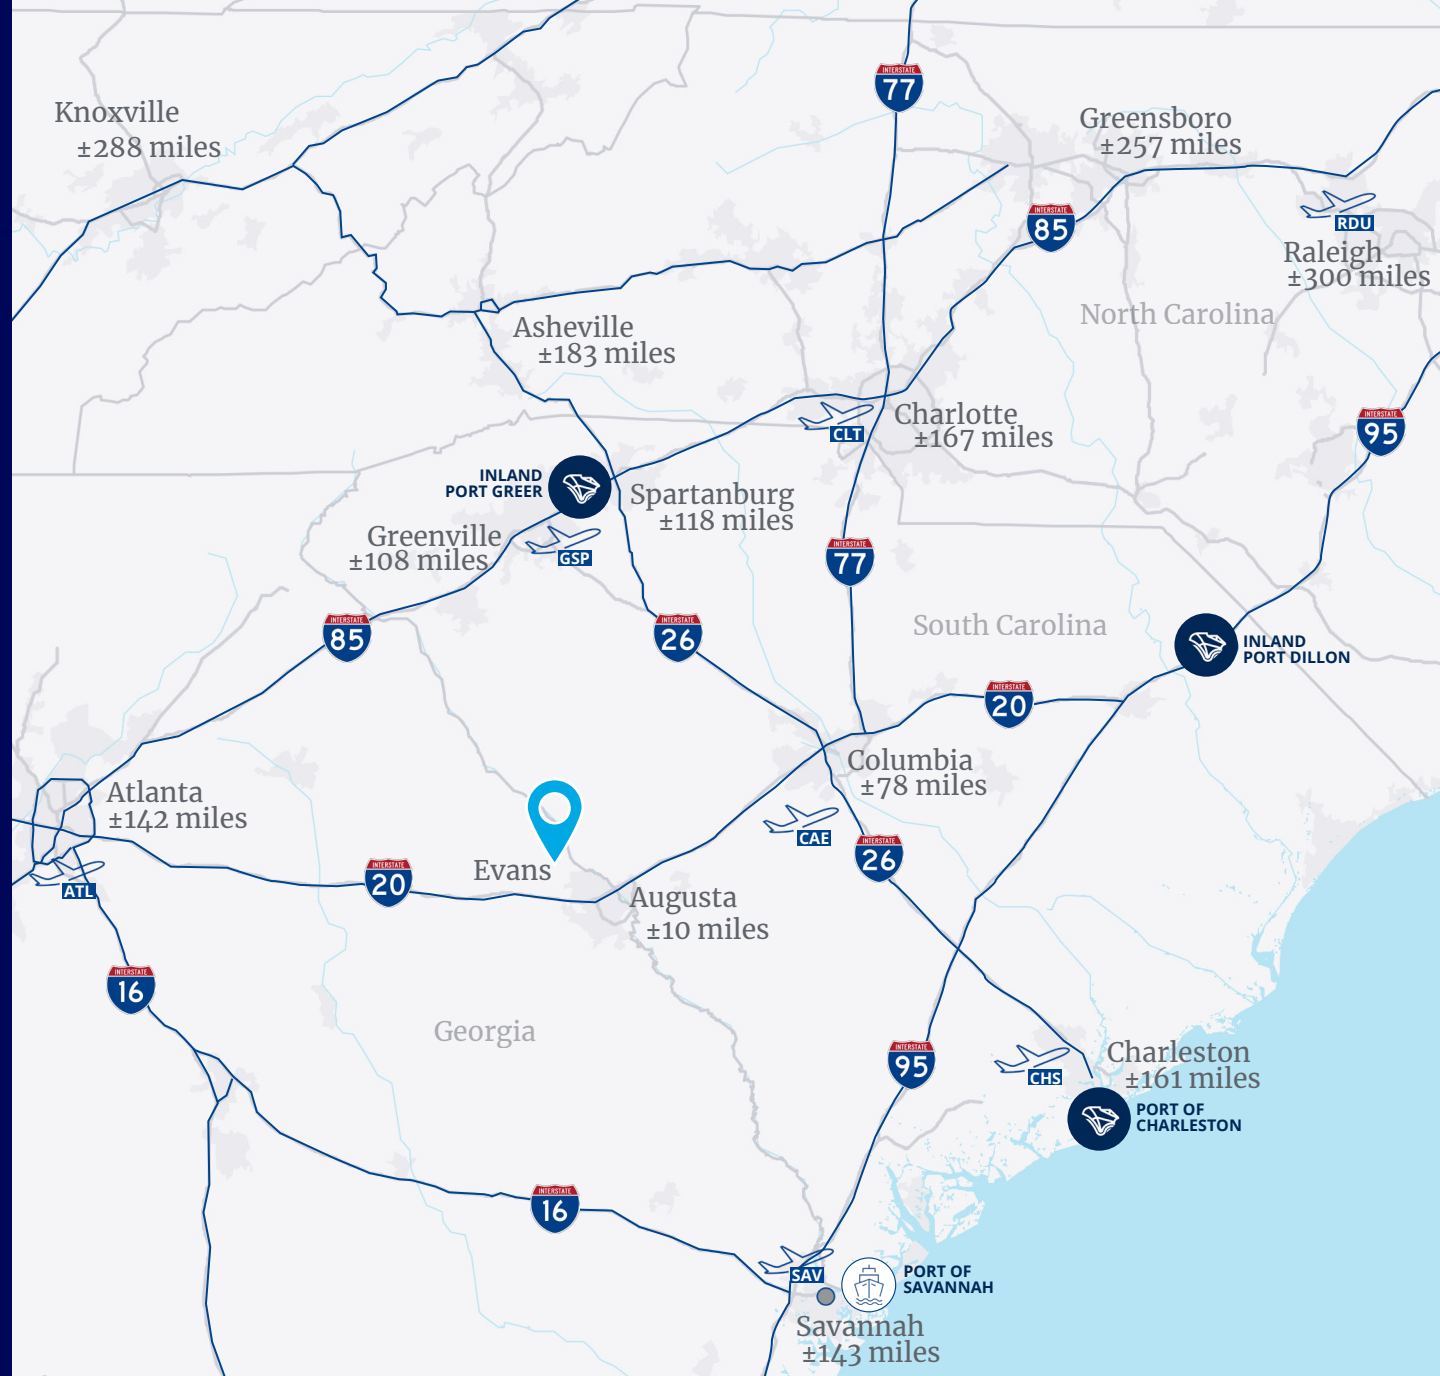 INTERSTATE
77
Knoxville
±288 miles
Greensboro
±257 miles
INTERSTATE
85
RDU
Raleigh
±300 miles
North Carolina
Asheville
±183 miles
CLT
Charlotte
±167 miles
INTERSTATE
95
INLAND
PORT GREER
Spartanburg
±118 miles
Greenville
±108 miles
GSP
INTERSTATE
77
INTERSTATE
85
INTERSTATE
26
South Carolina
INLAND
PORT DILLON
INTERSTATE
20
Columbia
±78 miles
Atlanta
±142 miles
CAE
INTERSTATE
26
Evans
ATL
INTERSTATE
20
Augusta
±10 miles
INTERSTATE
16
Georgia
INTERSTATE
95
CHS
Charleston
±161 miles
PORT OF
CHARLESTON
INTERSTATE
16
SAV
PORT OF
SAVANNAH
Savannah
±143 miles